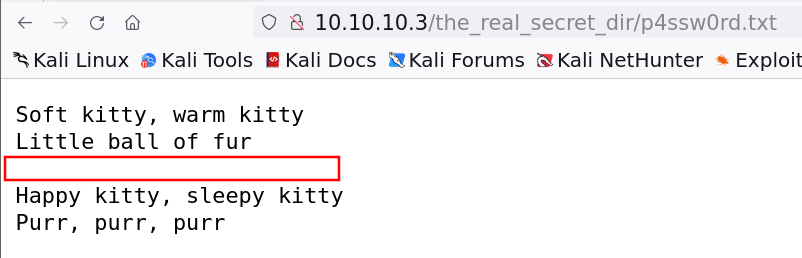 10.10.10.3/the_real_secret_dir/p4ssw0rd.txt
Kali Linux Kali Tools Kali Docs Kali Forums Kali NetHunter Exploit
Soft kitty, warm kitty
Little ball of fur
Happy kitty, sleepy kitty
Purr, purr, purr